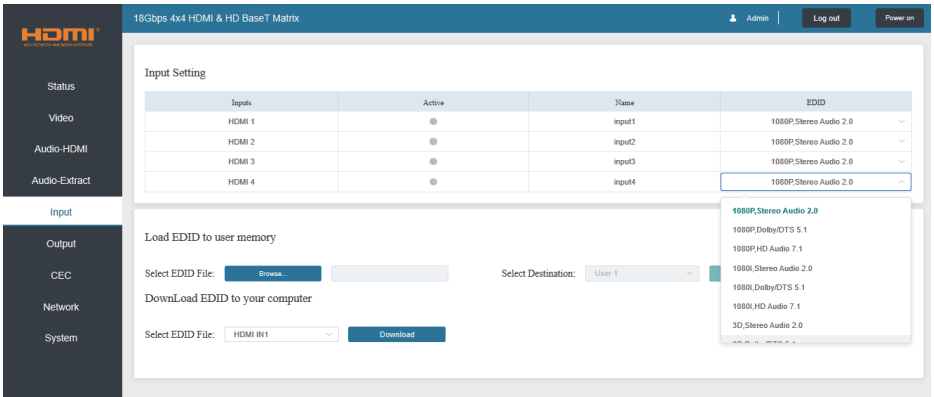 18Gbps 4x4 HDMI & HD BaseT Matrix
Admin
Log out
Power on
HDMI
HIGH-DEFINITION MULTIMEDIA INTERFACE
Status
Video
Audio-HDMI
Audio-Extract
Input
Output
CEC
Network
System
Input Setting
Inputs Active Name EDID
HDMI 1 input1 1080P,Stereo Audio 2.0
HDMI 2 input2 1080P,Stereo Audio 2.0
HDMI 3 input3 1080P,Stereo Audio 2.0
HDMI 4 input4 1080P,Stereo Audio 2.0
1080P,Stereo Audio 2.0
1080P,Dolby/DTS 5.1
1080P,HD Audio 7.1
1080I,Stereo Audio 2.0
1080I,Dolby/DTS 5.1
1080I,HD Audio 7.1
3D,Stereo Audio 2.0
Load EDID to user memory
Select EDID File: Browse... Select Destination: User 1
DownLoad EDID to your computer
Select EDID File: HDMI IN1 Download